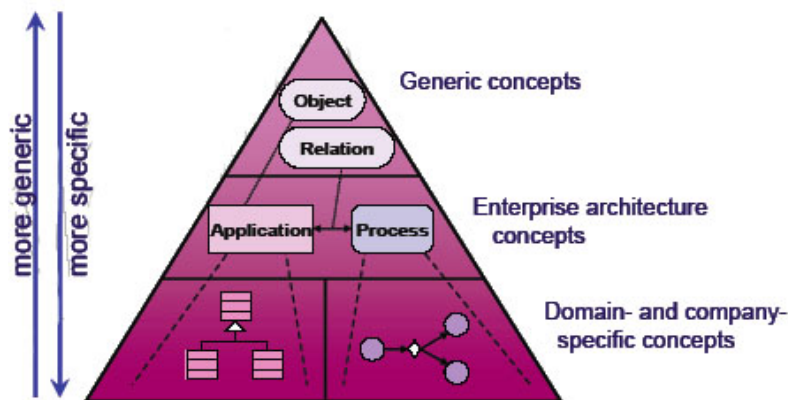 more generic
more specific
Object
Relation
Generic concepts
Application
Process
Enterprise architecture
concepts
Domain- and company-
specific concepts